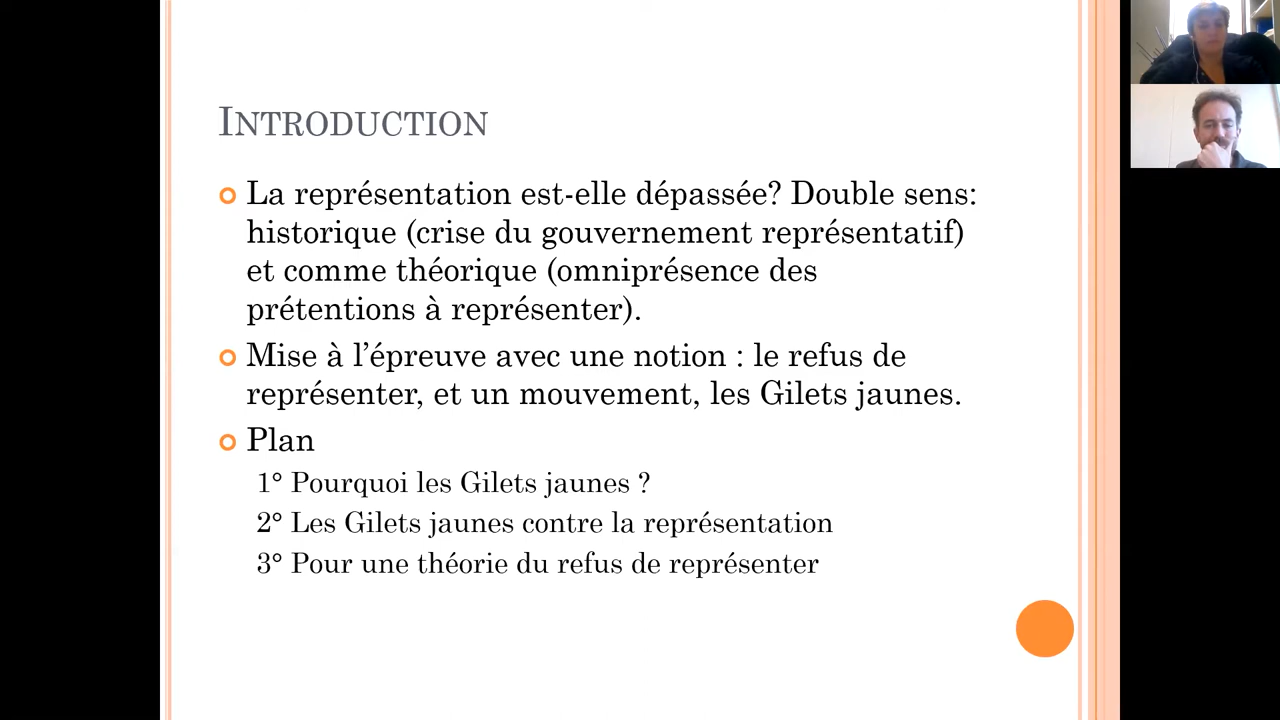 INTRODUCTION
La représentation est-elle dépassée? Double sens:
historique (crise du gouvernement représentatif)
et comme théorique (omniprésence des
prétentions à représenter).
Mise à l'épreuve avec une notion : le refus de
représenter, et un mouvement, les Gilets jaunes.
Plan
1° Pourquoi les Gilets jaunes ?
2° Les Gilets jaunes contre la représentation
3° Pour une théorie du refus de représenter